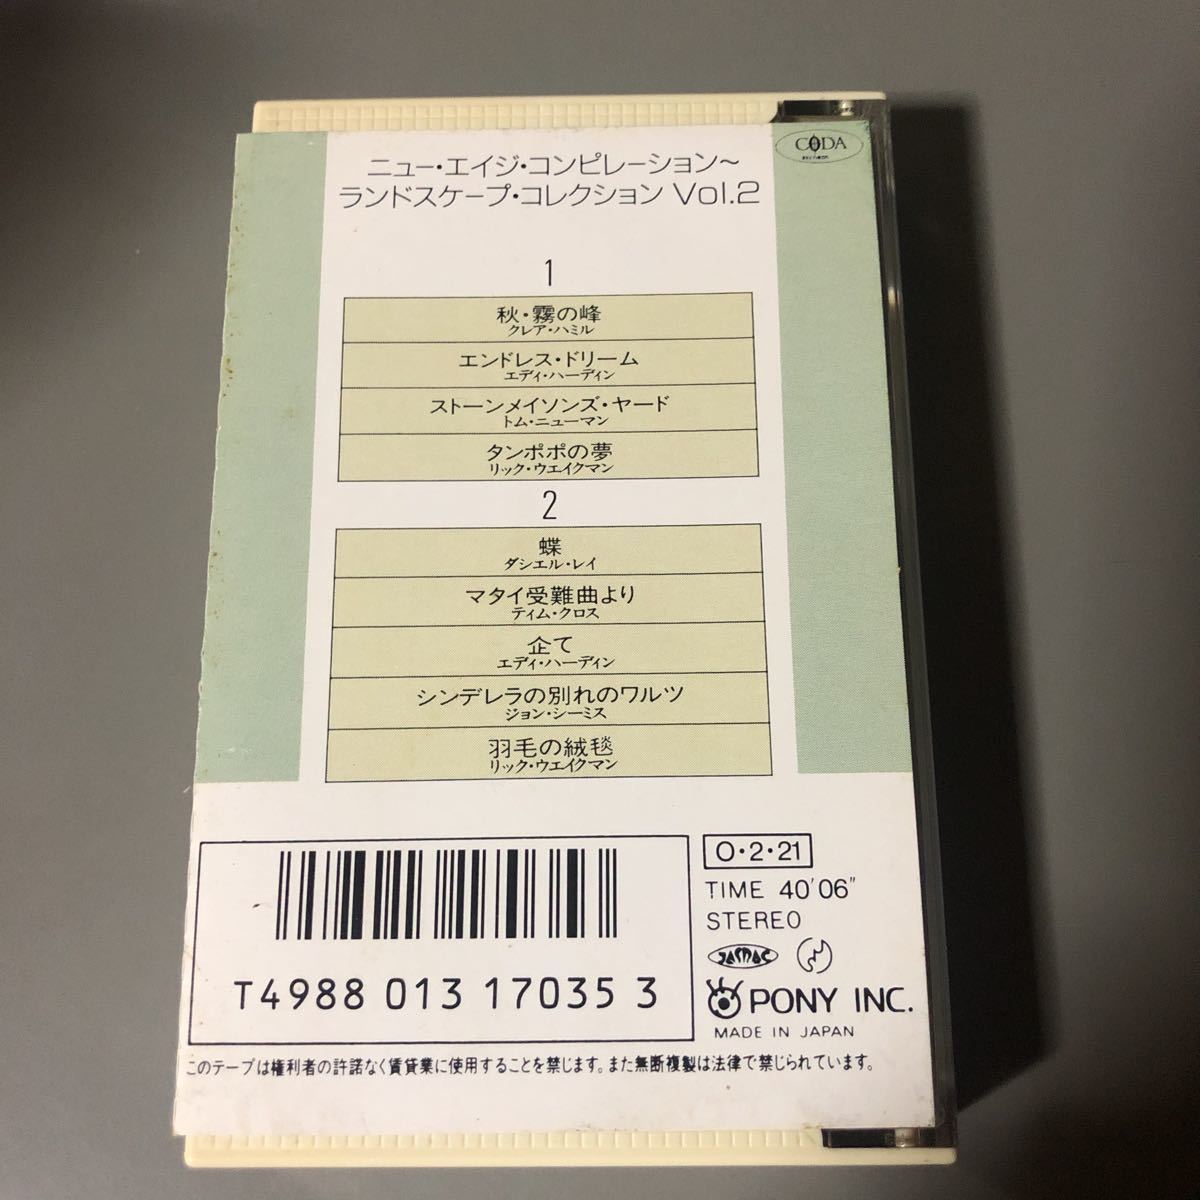 CODA
ニュー・エイジ・コンピレーション～
ランドスケープ・コレクション Vol.2
1
秋・霧の峰
クレア・ハミル
エンドレス・ドリーム
エディ・ハーディン
ストーンメイソンズ・ヤード
トム・ニューマン
タンポポの夢
リック・ウエイクマン
2
蝶
ダシエル・レイ
マタイ受難曲より
ティム・クロス
企て
エディ・ハーディン
シンデレラの別れのワルツ
ジョン・シーミス
羽毛の絨毯
リック・ウエイクマン
T4988 013 17035 3
O・2・21
TIME 40'06"
STEREO
JASRAC
PONY INC.
MADE IN JAPAN
このテープは権利者の許諾なく賃貸業に使用することを禁じます。また無断複製は法律で禁じられています。